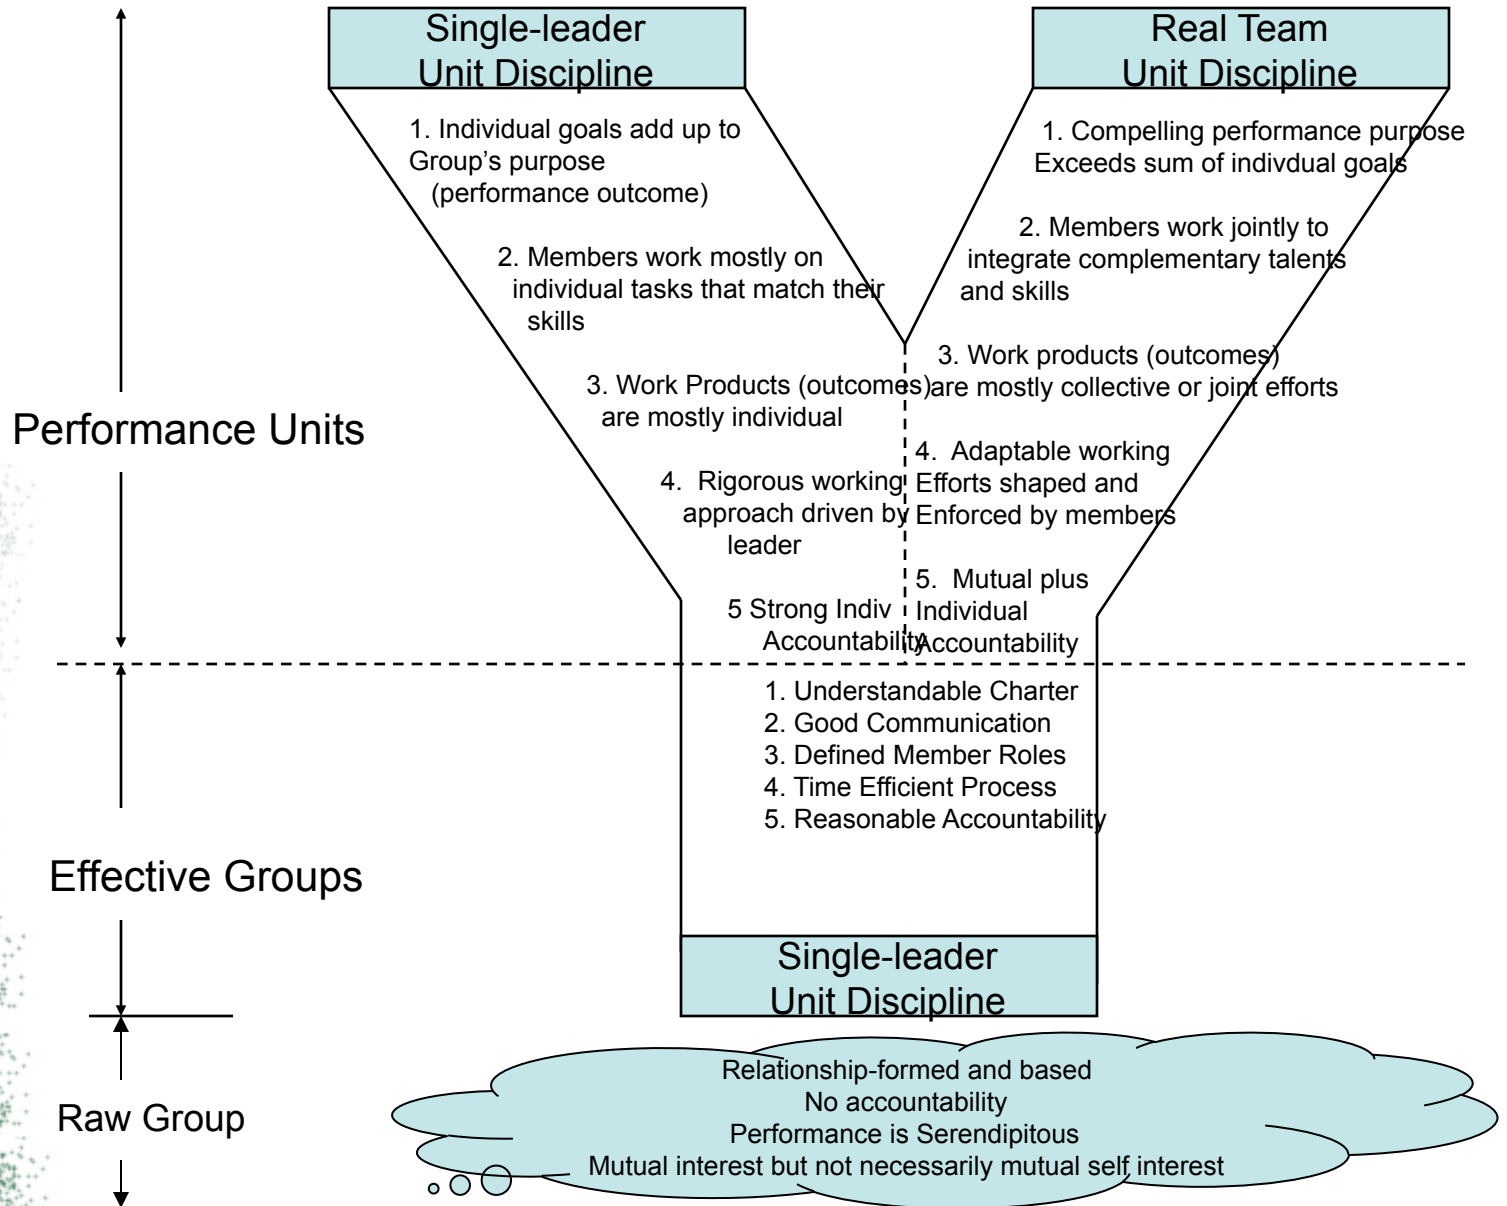 Single-leader
Unit Discipline
Real Team
Unit Discipline
1. Individual goals add up to
Group’s purpose
(performance outcome)
2. Members work mostly on
individual tasks that match their
skills
3. Work Products (outcomes)
are mostly individual
4. Rigorous working
approach driven by
leader
5 Strong Indiv
Accountability
1. Compelling performance purpose
Exceeds sum of indivdual goals
2. Members work jointly to
integrate complementary talents
and skills
3. Work products (outcomes)
are mostly collective or joint efforts
4. Adaptable working
Efforts shaped and
Enforced by members
5. Mutual plus
Individual
Accountability
Performance Units
1. Understandable Charter
2. Good Communication
3. Defined Member Roles
4. Time Efficient Process
5. Reasonable Accountability
Effective Groups
Single-leader
Unit Discipline
Raw Group
Relationship-formed and based
No accountability
Performance is Serendipitous
Mutual interest but not necessarily mutual self interest